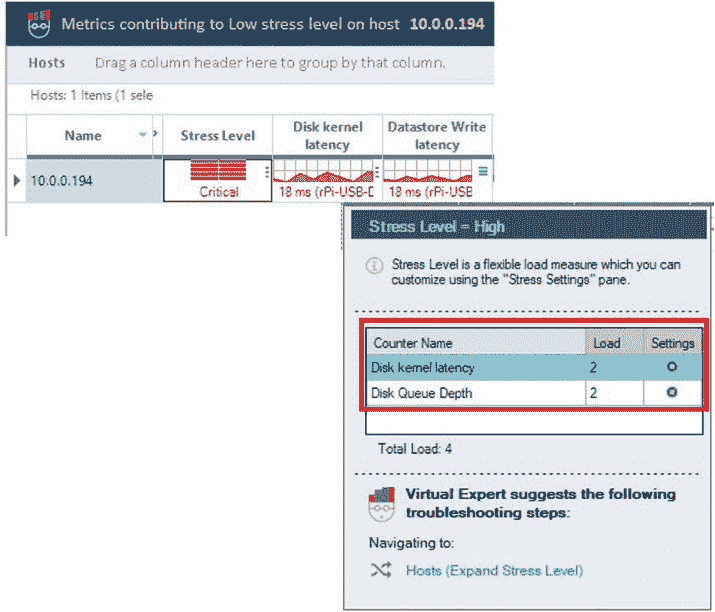 Metrics contributing to Low stress level on host 10.0.0.194
Hosts Drag a column header here to group by that column.
Hosts: 1 Items (1 sele
Name Stress Level Disk kernel Datastore Write
latency latency
10.0.0.194
Critical 18 ms (rPi-USB-D 18 ms (rPi-USB
Stress Level = High
Stress Level is a flexible load measure which you can
customize using the "Stress Settings" pane.
Counter Name Load Settings
Disk kernel latency 2
Disk Queue Depth 2
Total Load: 4
Virtual Expert suggests the following
troubleshooting steps:
Navigating to:
Hosts (Expand Stress Level)